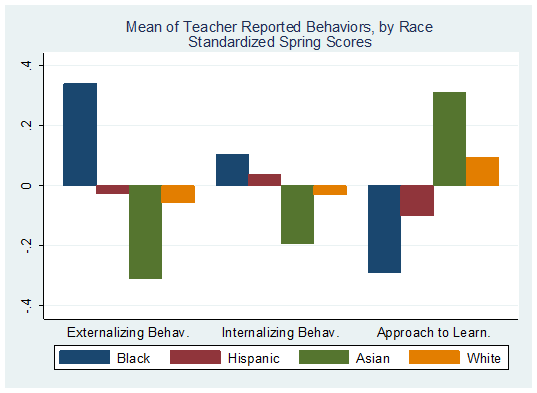 Mean of Teacher Reported Behaviors, by Race
Standardized Spring Scores
.4
.2
0
-.2
-.4
Externalizing Behav. Internalizing Behav. Approach to Learn.
Black Hispanic Asian White